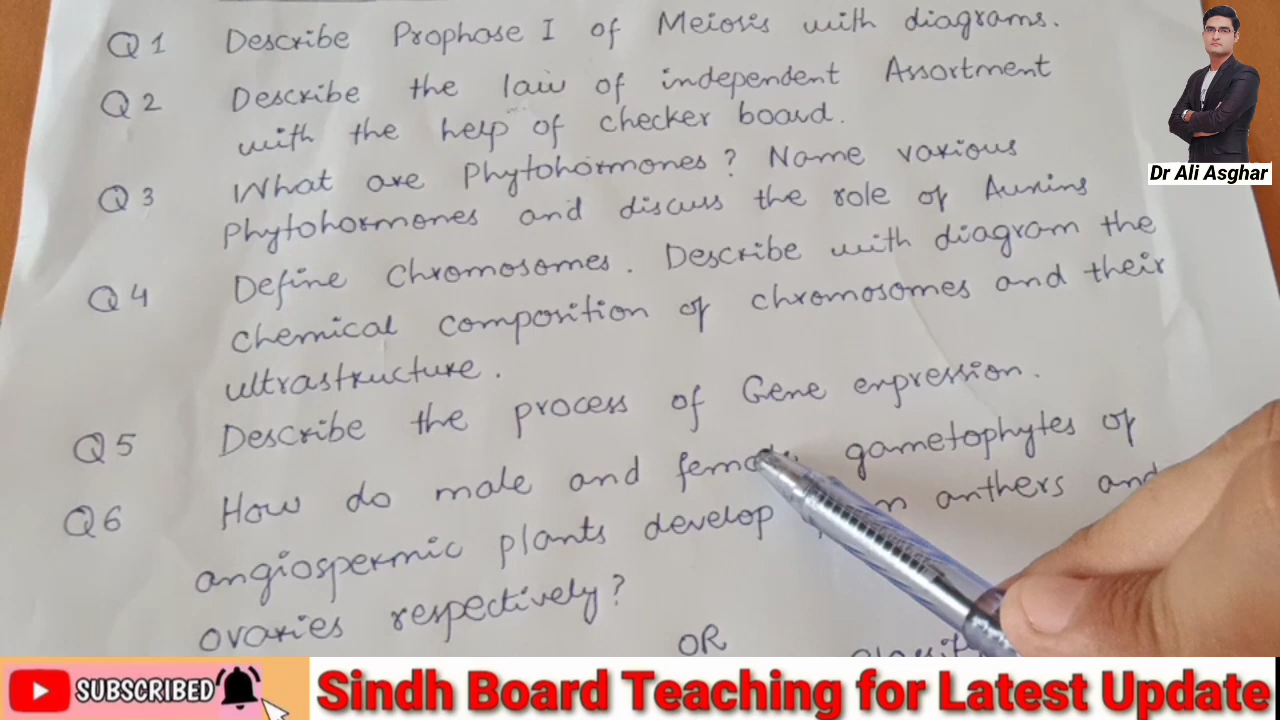 Q1 Describe Prophase I of Meiosis with diagrams.
Q2 Describe the law of independent Assortment
with the help of checker board.
Q3 What are Phytohormones? Name various
Phytohormones and discuss the role of Auxins
Q4 Define Chromosomes. Describe with diagram the
chemical composition of chromosomes and their
ultrastructure.
Q5 Describe the process of Gene expression.
Q6 How do male and female gametophytes of
angiospermic plants develop anthers and
ovaries respectively?
OR
Dr Ali Asghar
SUBSCRIBED
Sindh Board Teaching for Latest Update